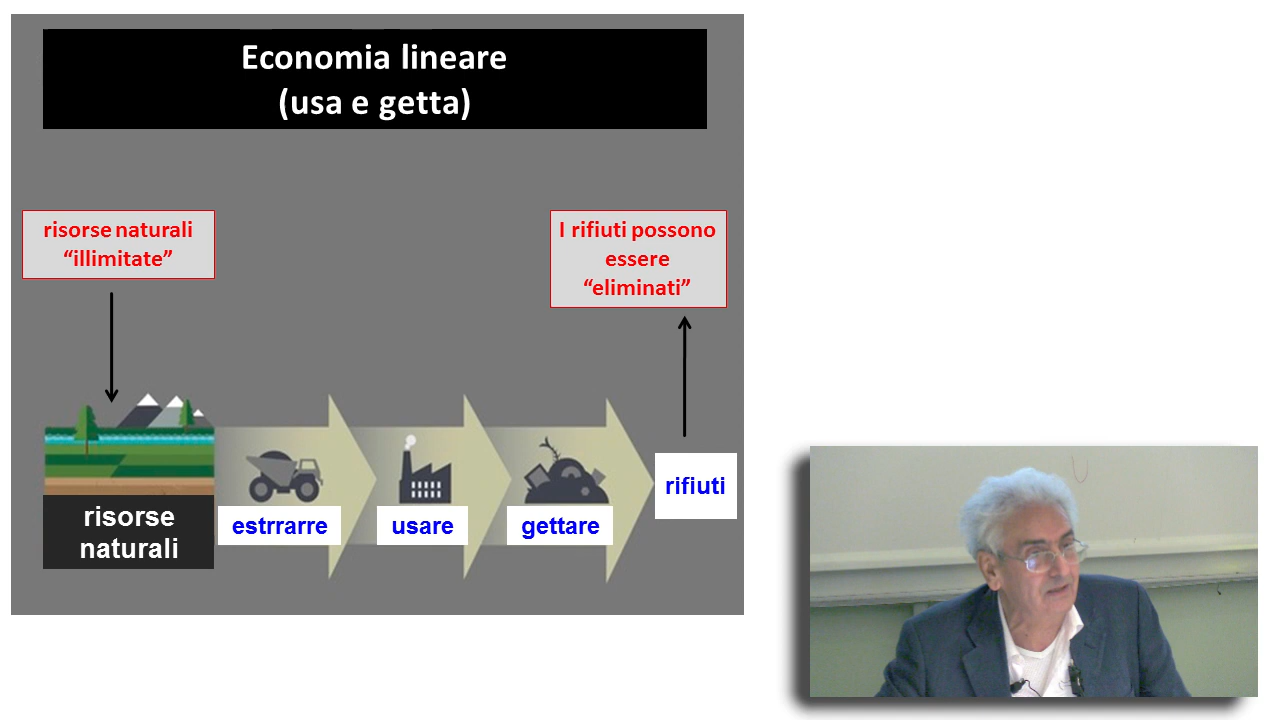 Economia lineare
(usa e getta)
risorse naturali
“illimitate”
I rifiuti possono
essere
“eliminati”
risorse
naturali
estrrarre
usare
gettare
rifiuti